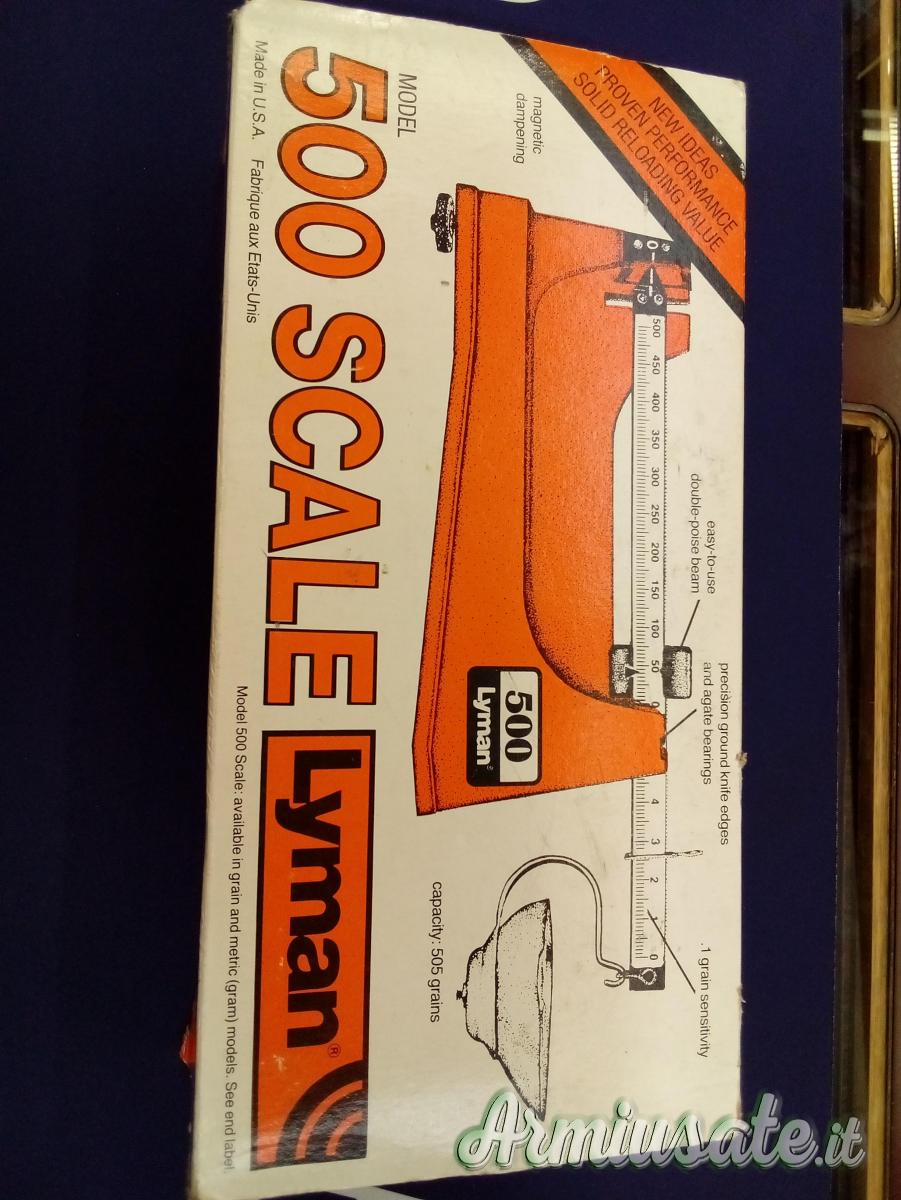 NEW IDEAS
PROVEN PERFORMANCE
SOLID RELOADING VALUE
magnetic
dampening
easy-to-use
double-poise beam
precision ground knife edges
and agate bearings
.1 grain sensitivity
0
500 450 400 350 300 250 200 150 100 50 0
4 3 2 1 0
500
Lyman®
capacity: 505 grains
MODEL
500 SCALE Lyman®
Made in U.S.A. Fabrique aux Etats-Unis
Model 500 Scale: available in grain and metric (gram) models. See end label.
Armiusate.it